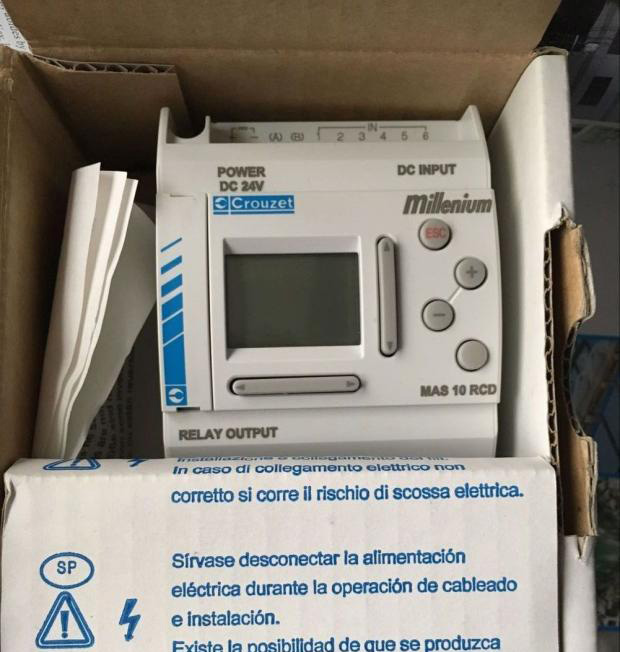 (A) (B) IN 1 2 3 4 5 6
POWER
DC 24V
DC INPUT
Crouzet
Millenium
ESC
+
−
MAS 10 RCD
RELAY OUTPUT
In caso di collegamento elettrico non
corretto si corre il rischio di scossa elettrica.
SP
Sírvase desconectar la alimentación
eléctrica durante la operación de cableado
e instalación.
Existe la posibilidad de que se produzca